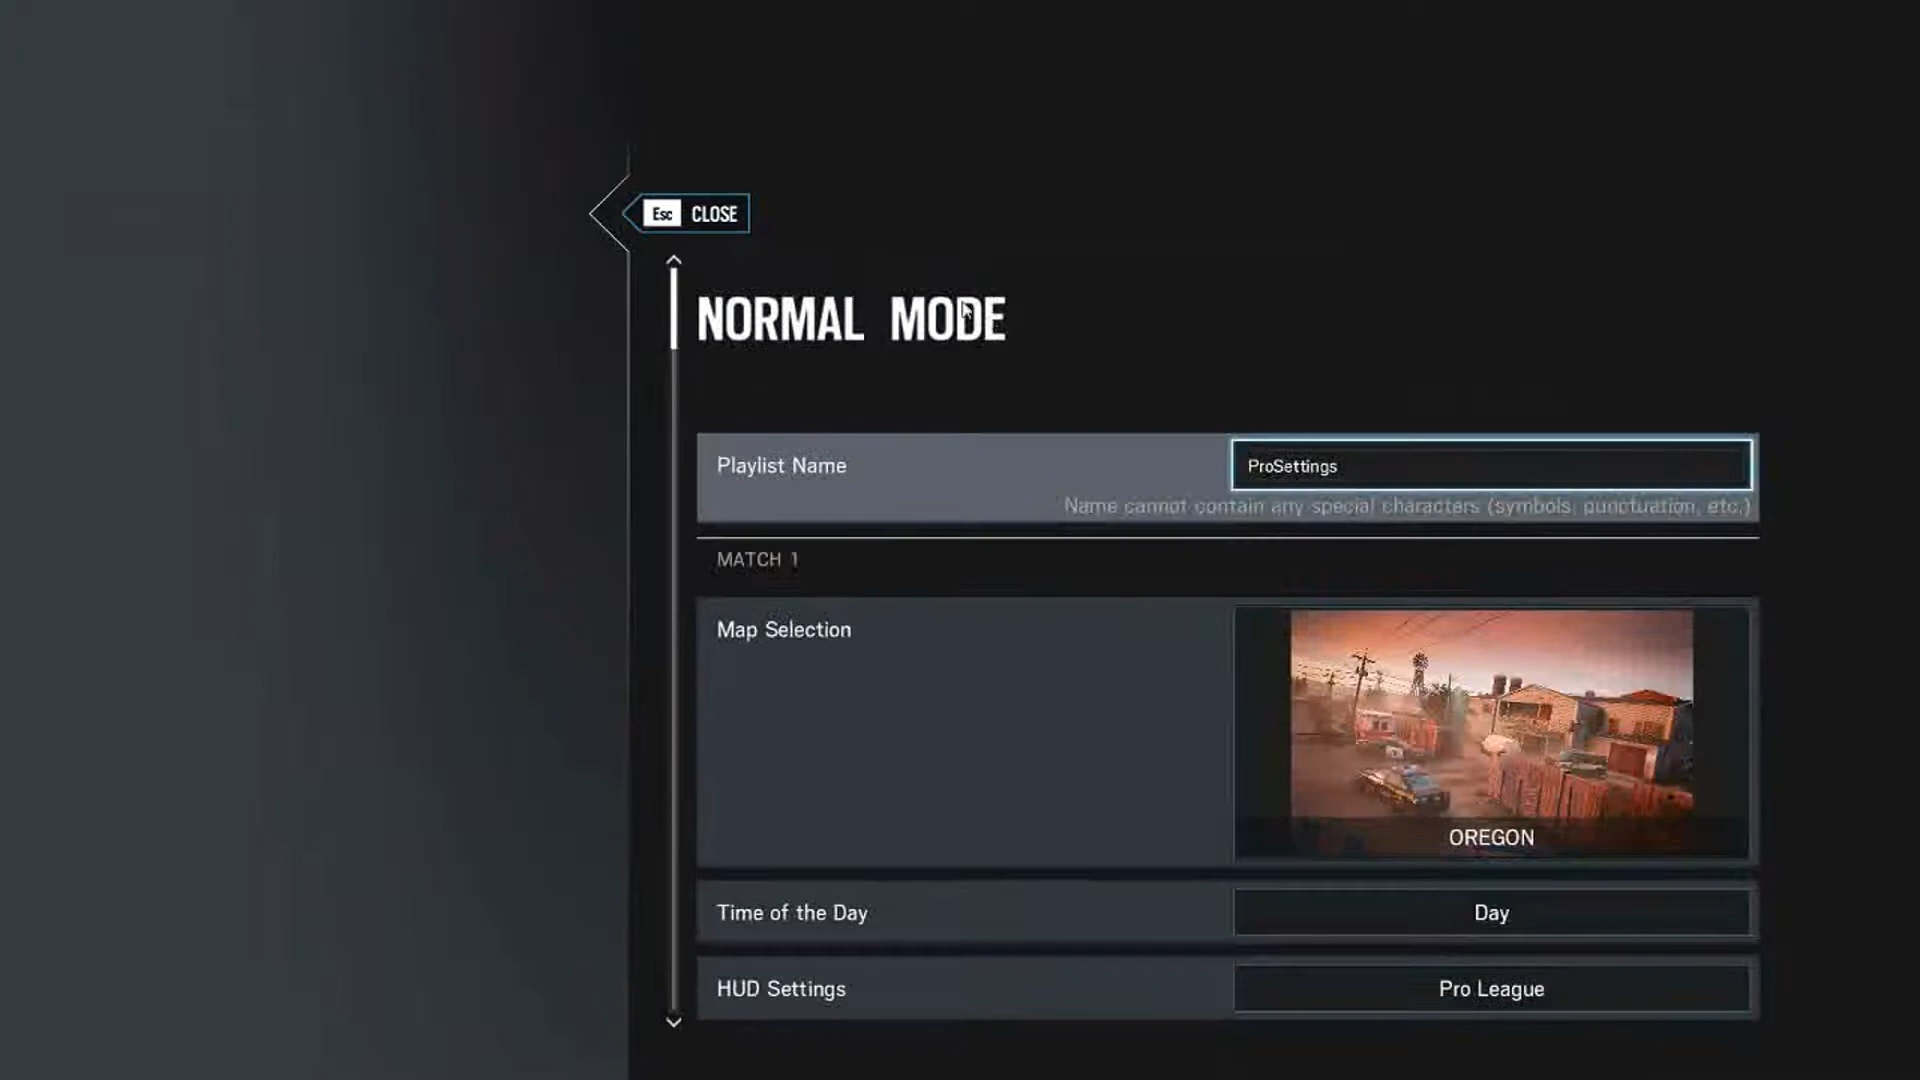 Esc CLOSE
NORMAL MODE
Playlist Name
ProSettings
Name cannot contain any special characters (symbols, punctuation, etc.)
MATCH 1
Map Selection
OREGON
Time of the Day
Day
HUD Settings
Pro League